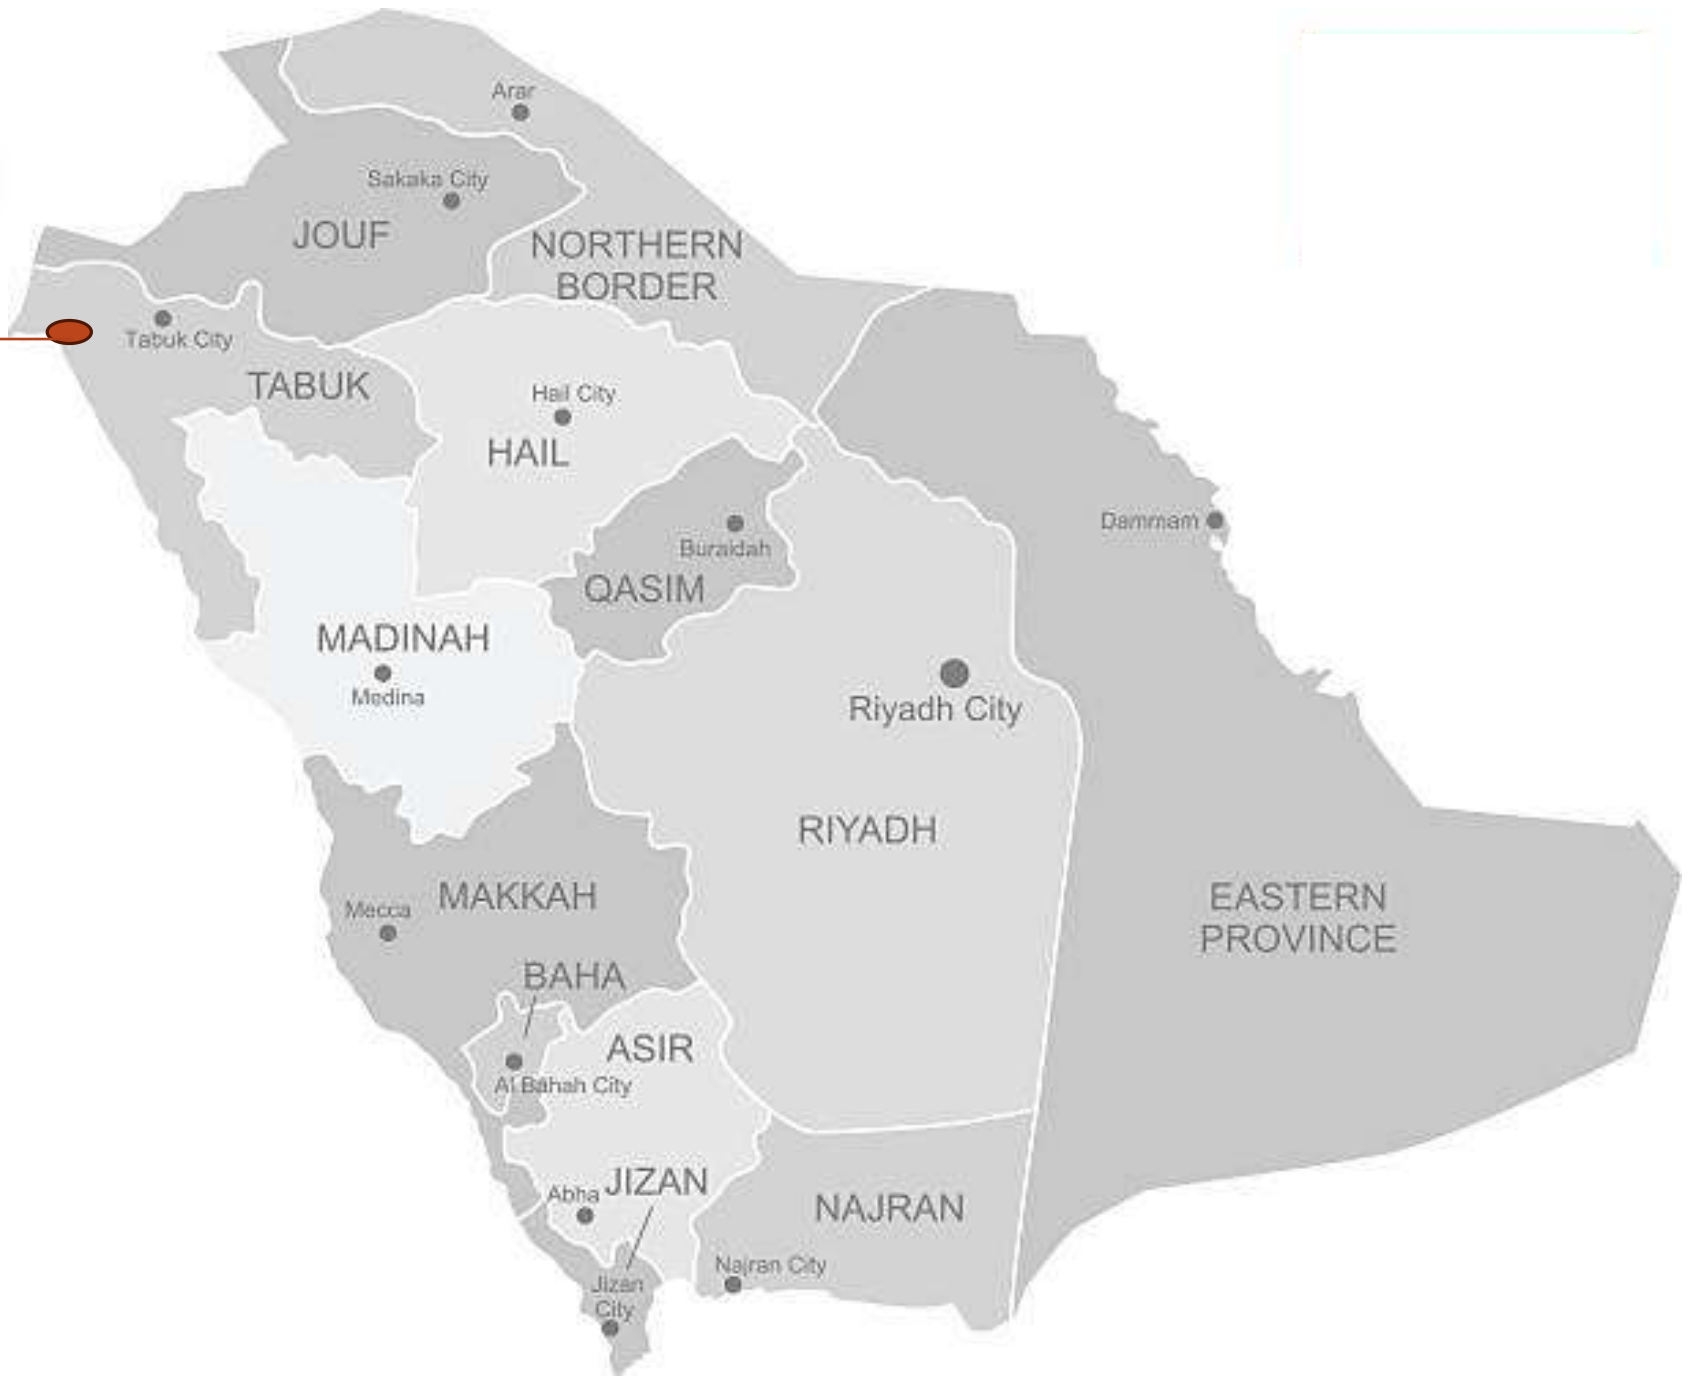 Arar
Sakaka City
JOUF
NORTHERN
BORDER
Tabuk City
TABUK
Hail City
HAIL
Dammam
Buraidah
QASIM
MADINAH
Medina
Riyadh City
RIYADH
MAKKAH
Mecca
EASTERN
PROVINCE
BAHA
ASIR
Al Bahah City
JIZAN
Abha
NAJRAN
Najran City
Jizan
City